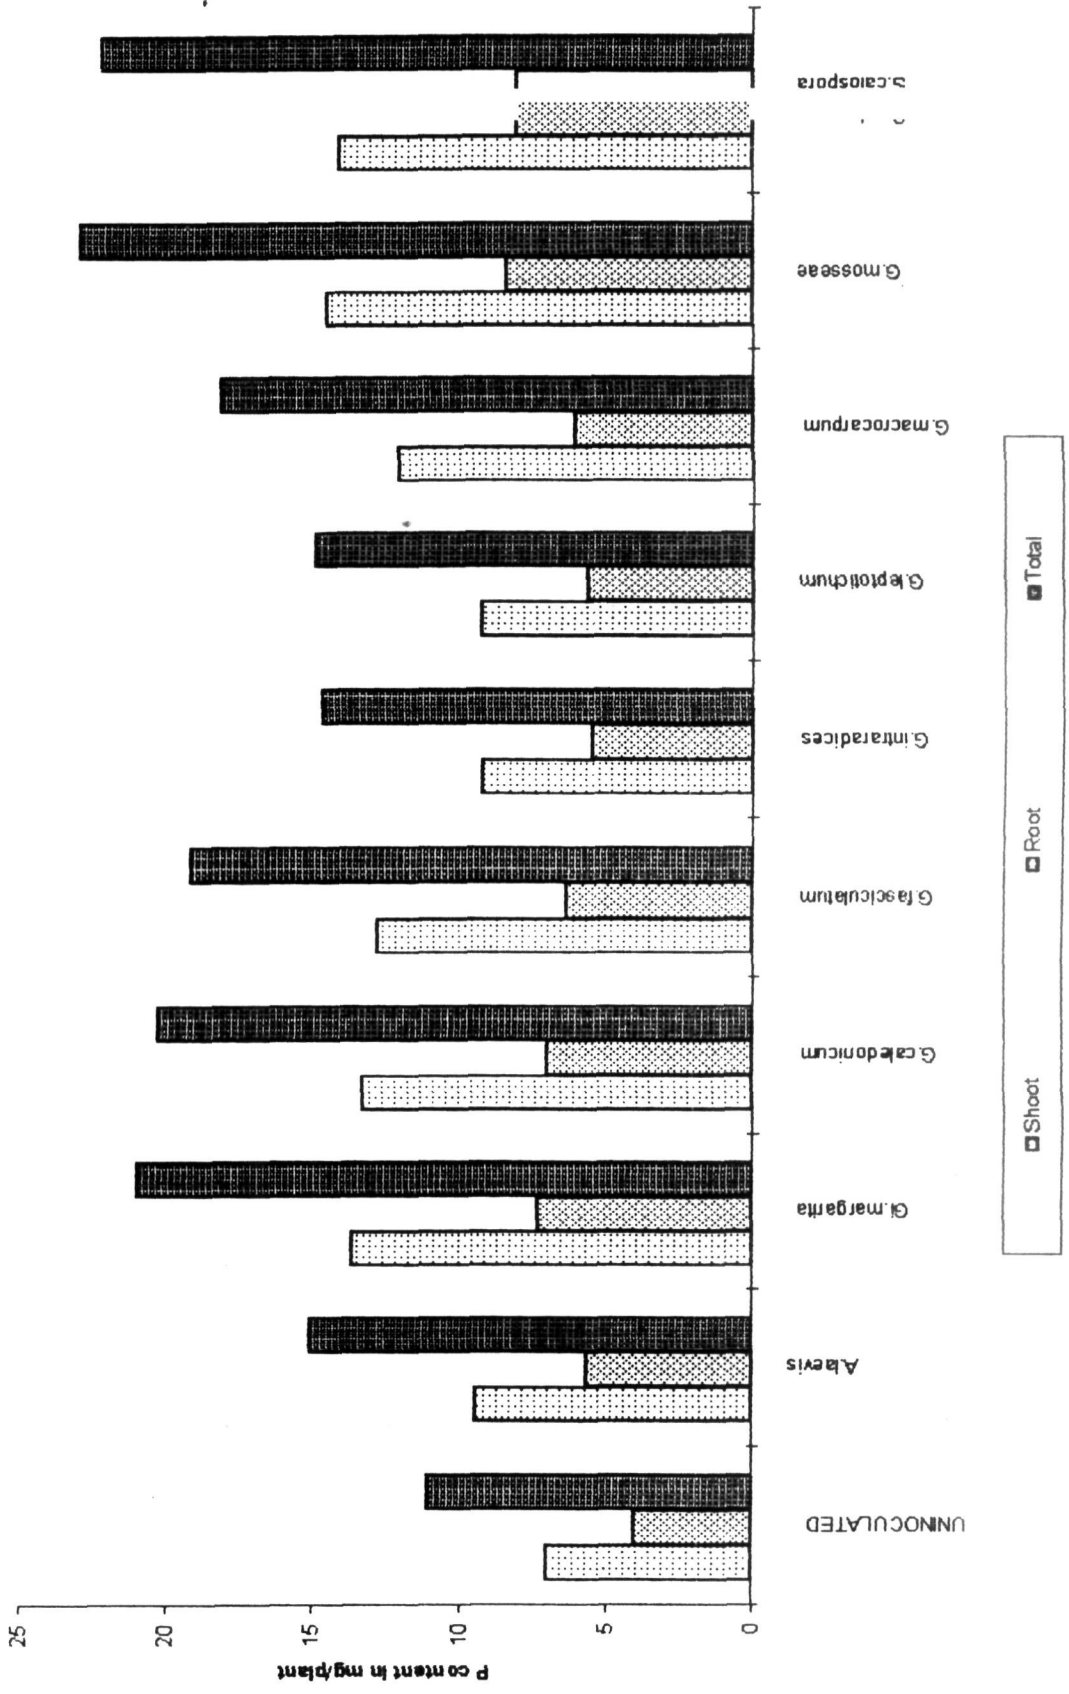 P content in mg/plant
25
20
15
10
5
0
UNINOCULATED
A.laevis
Gi.margarita
G.caledonicum
G.fasciculatum
G.intraradices
G.leptotichum
G.macrocarpum
G.mosseae
S.calospora
Shoot
Root
Total